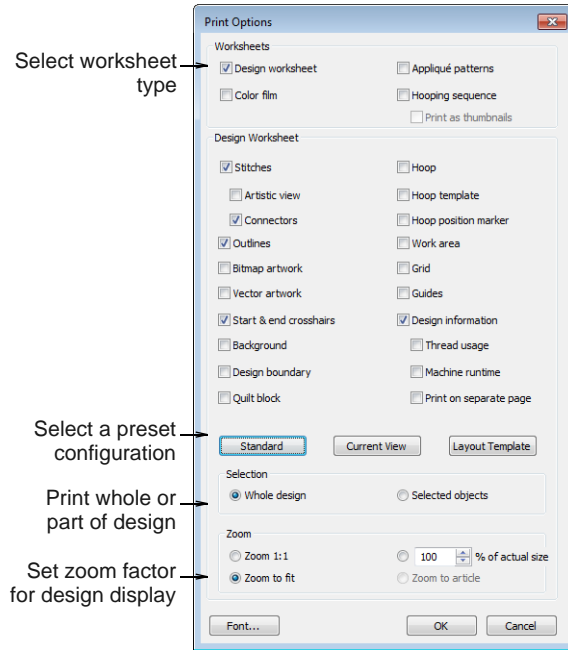 Print Options
Worksheets
Select worksheet
type
Design worksheet
Appliqué patterns
Color film
Hooping sequence
Print as thumbnails
Design Worksheet
Stitches
Hoop
Artistic view
Hoop template
Connectors
Hoop position marker
Outlines
Work area
Bitmap artwork
Grid
Vector artwork
Guides
Start & end crosshairs
Design information
Background
Thread usage
Design boundary
Machine runtime
Quilt block
Print on separate page
Select a preset
configuration
Standard
Current View
Layout Template
Selection
Print whole or
part of design
Whole design
Selected objects
Zoom
Zoom 1:1
100 % of actual size
Set zoom factor
for design display
Zoom to fit
Zoom to article
Font...
OK
Cancel